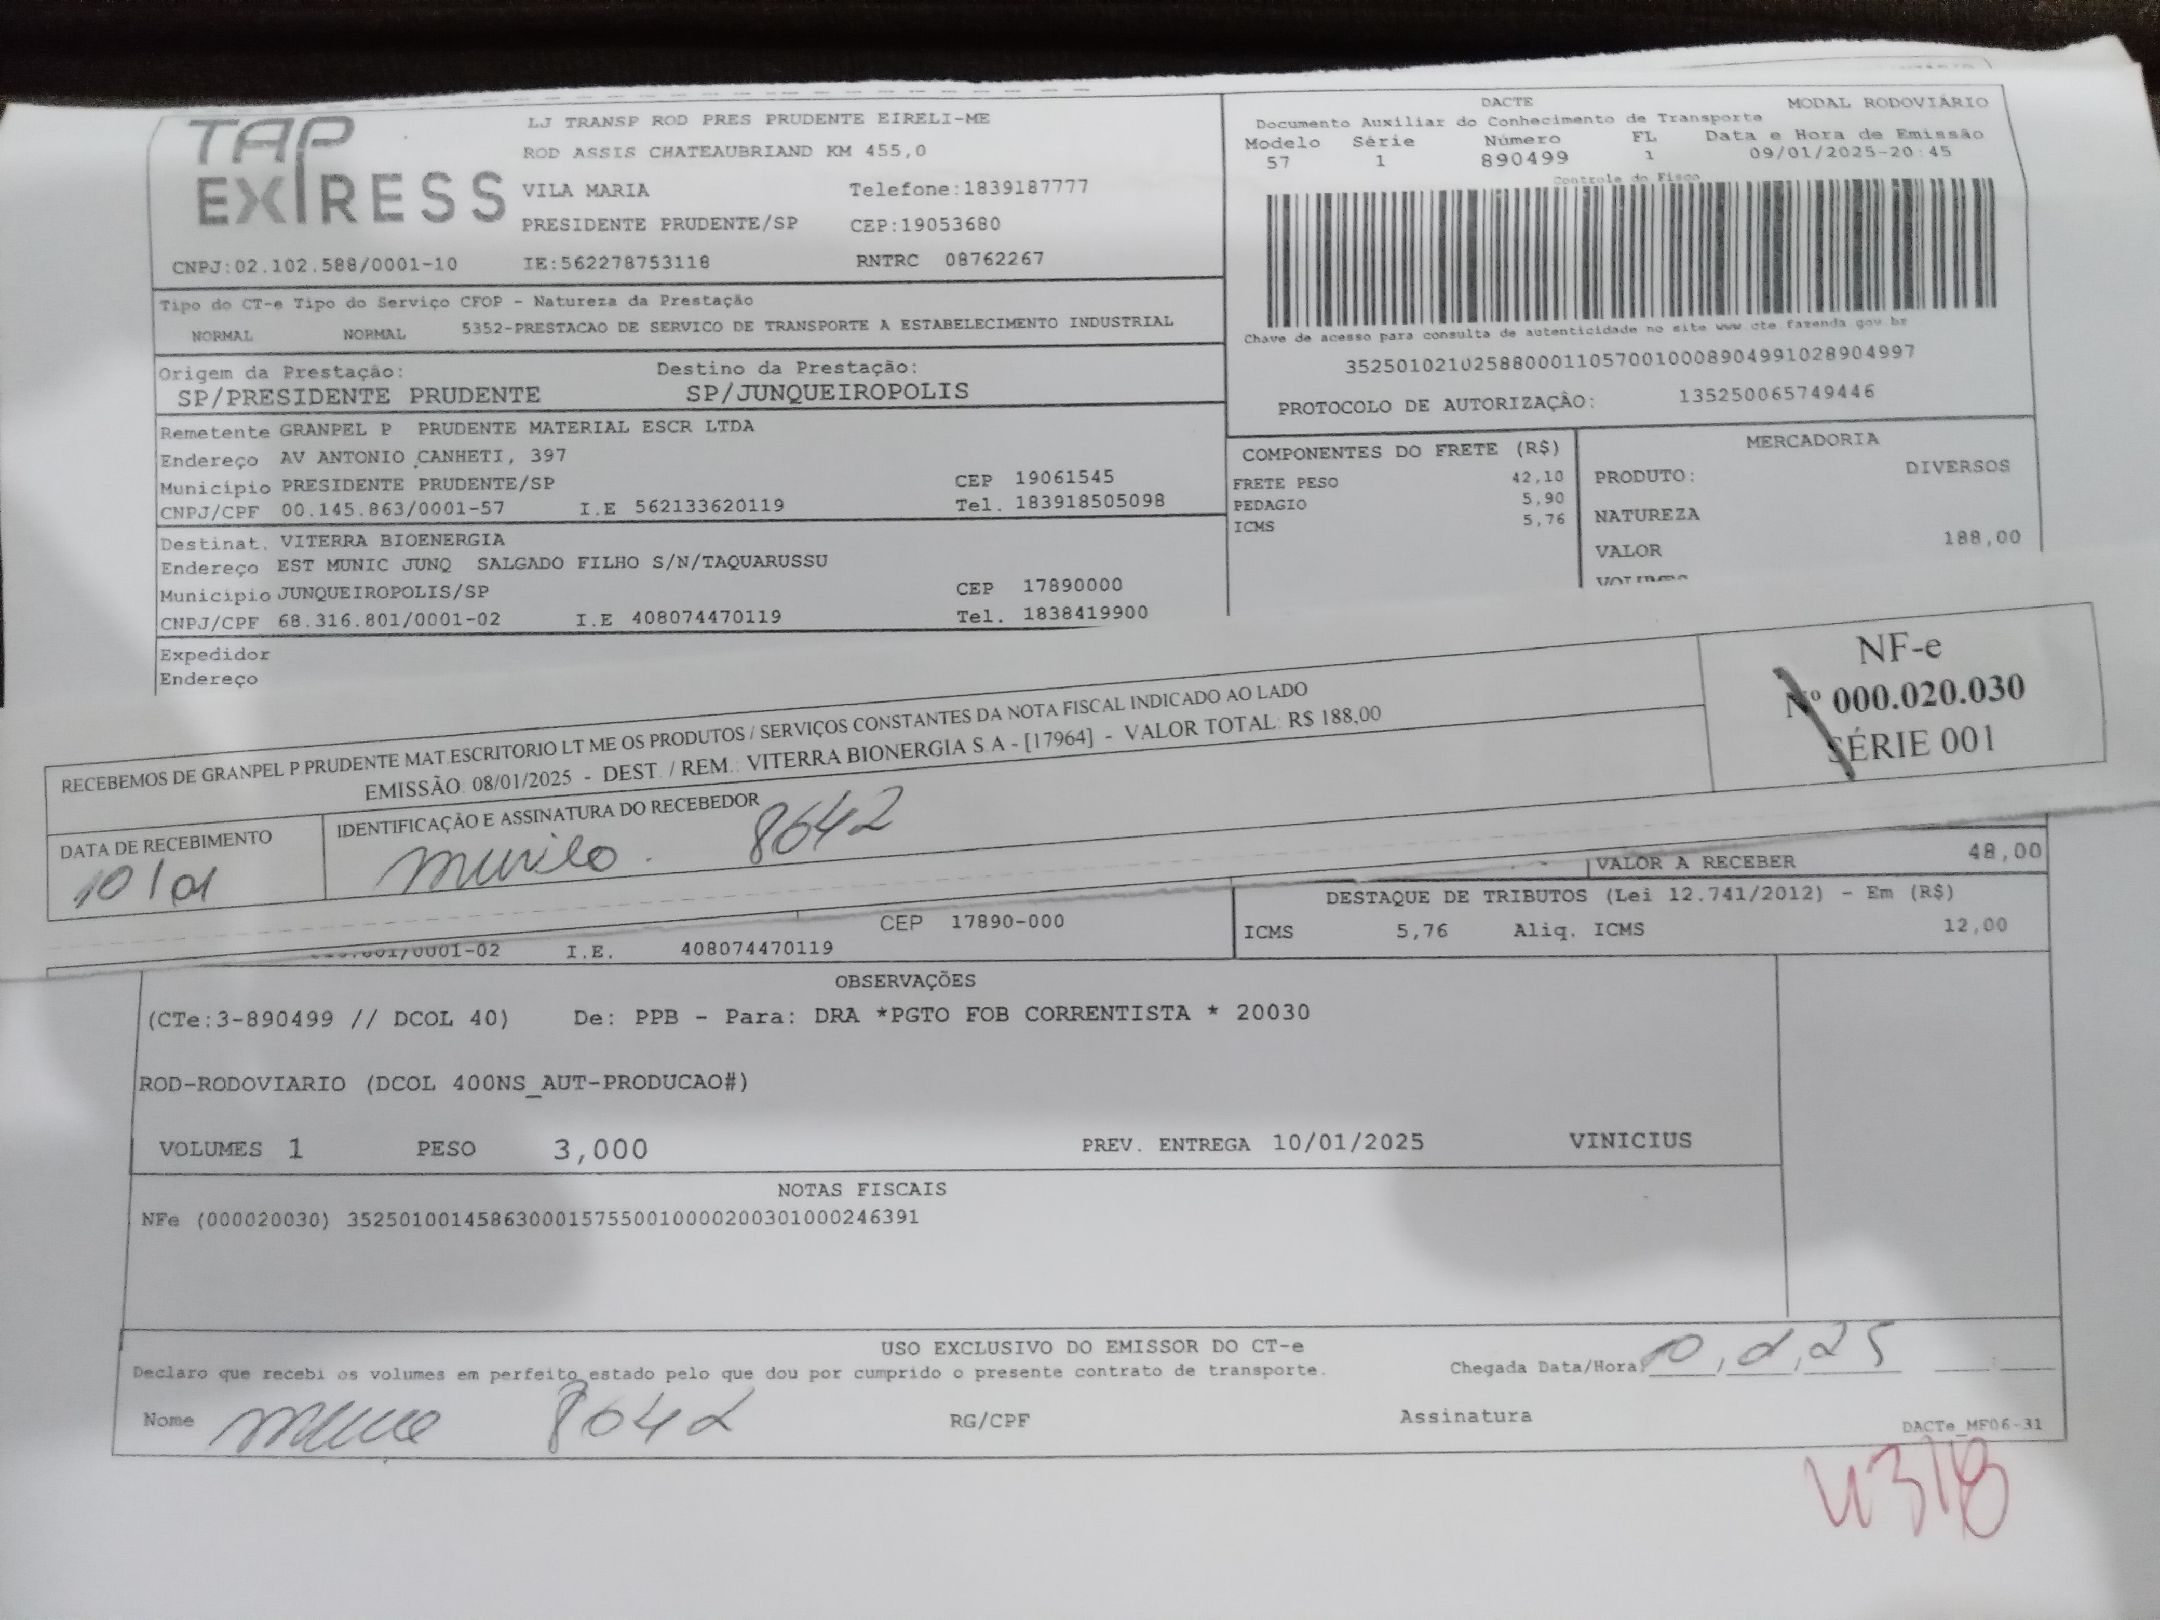 TAP EXPRESS
LJ TRANSP ROD PRES PRUDENTE EIRELI-ME
ROD ASSIS CHATEAUBRIAND KM 455,0
VILA MARIA Telefone:1839187777
PRESIDENTE PRUDENTE/SP CEP:19053680
CNPJ:02.102.588/0001-10 IE:562278753118 RNTRC 08762267
DACTE MODAL RODOVIÁRIO
Documento Auxiliar do Conhecimento de Transporte
Modelo Série Número FL Data e Hora de Emissão
57 1 890499 1 09/01/2025-20:45
Controle do Fisco
Chave de acesso para consulta de autenticidade no site www.cte.fazenda.gov.br
35250102102588000110570010008904991028904997
PROTOCOLO DE AUTORIZAÇÃO: 135250065749446
Tipo do CT-e Tipo do Serviço CFOP - Natureza da Prestação
NORMAL NORMAL 5352-PRESTACAO DE SERVICO DE TRANSPORTE A ESTABELECIMENTO INDUSTRIAL
Origem da Prestação: Destino da Prestação:
SP/PRESIDENTE PRUDENTE SP/JUNQUEIROPOLIS
Remetente GRANPEL P PRUDENTE MATERIAL ESCR LTDA
Endereço AV ANTONIO CANHETI, 397
Município PRESIDENTE PRUDENTE/SP CEP 19061545
CNPJ/CPF 00.145.863/0001-57 I.E 562133620119 Tel. 183918505098
Destinat. VITERRA BIOENERGIA
Endereço EST MUNIC JUNQ SALGADO FILHO S/N/TAQUARUSSU
Município JUNQUEIROPOLIS/SP CEP 17890000
CNPJ/CPF 68.316.801/0001-02 I.E 408074470119 Tel. 1838419900
Expedidor
Endereço
COMPONENTES DO FRETE (R$)
FRETE PESO 42,10
PEDAGIO 5,90
ICMS 5,76
MERCADORIA
PRODUTO: DIVERSOS
NATUREZA
VALOR 188,00
RECEBEMOS DE GRANPEL P PRUDENTE MAT.ESCRITORIO LT ME OS PRODUTOS / SERVIÇOS CONSTANTES DA NOTA FISCAL INDICADO AO LADO
EMISSÃO: 08/01/2025 - DEST. / REM.: VITERRA BIONERGIA S.A - [17964] - VALOR TOTAL: R$ 188,00
DATA DE RECEBIMENTO IDENTIFICAÇÃO E ASSINATURA DO RECEBEDOR
10/01 murilo. 8642
NF-e
Nº 000.020.030
SÉRIE 001
VALOR A RECEBER 48,00
CEP 17890-000
/0001-02 I.E. 408074470119
DESTAQUE DE TRIBUTOS (Lei 12.741/2012) - Em (R$)
ICMS 5,76 Aliq. ICMS 12,00
OBSERVAÇÕES
(CTe:3-890499 // DCOL 40) De: PPB - Para: DRA *PGTO FOB CORRENTISTA * 20030
ROD-RODOVIARIO (DCOL 400NS_AUT-PRODUCAO#)
VOLUMES 1 PESO 3,000 PREV. ENTREGA 10/01/2025 VINICIUS
NOTAS FISCAIS
NFe (000020030) 35250100145863000157550010000200301000246391
USO EXCLUSIVO DO EMISSOR DO CT-e
Declaro que recebi os volumes em perfeito estado pelo que dou por cumprido o presente contrato de transporte. Chegada Data/Hora:
Nome 8642 RG/CPF Assinatura
DACTe_MF06-31